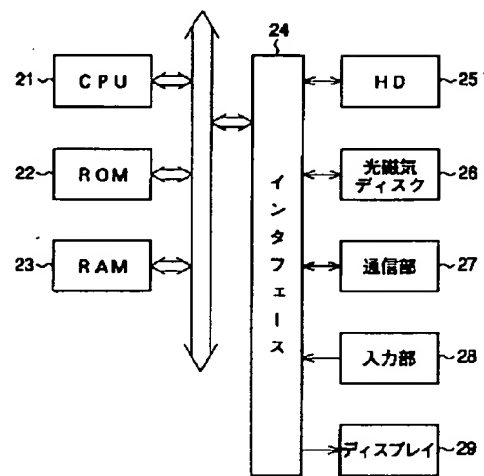 24
21
CPU
HD
25
22
ROM
光磁気
ディスク
26
23
RAM
インタフェース
通信部
27
入力部
28
ディスプレイ
29